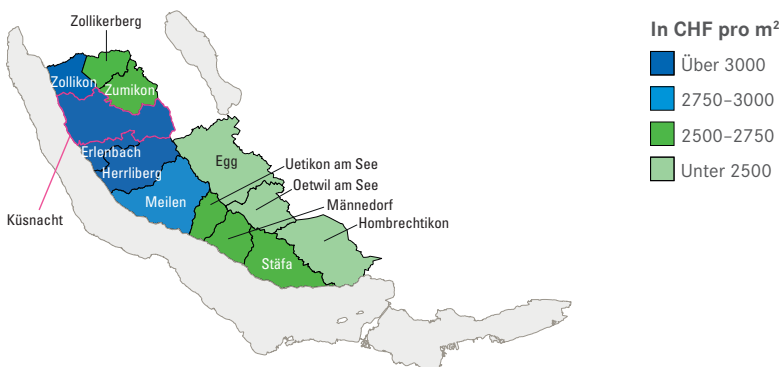 Zollikerberg
Zollikon
Zumikon
Erlenbach
Herrliberg
Küsnacht
Meilen
Egg
Uetikon am See
Oetwil am See
Männedorf
Hombrechtikon
Stäfa
In CHF pro m²
Über 3000
2750–3000
2500–2750
Unter 2500